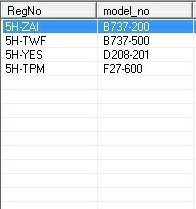 RegNo model_no
5H-ZAI B737-200
5H-TWF B737-500
5H-YES D208-201
5H-TPM F27-600